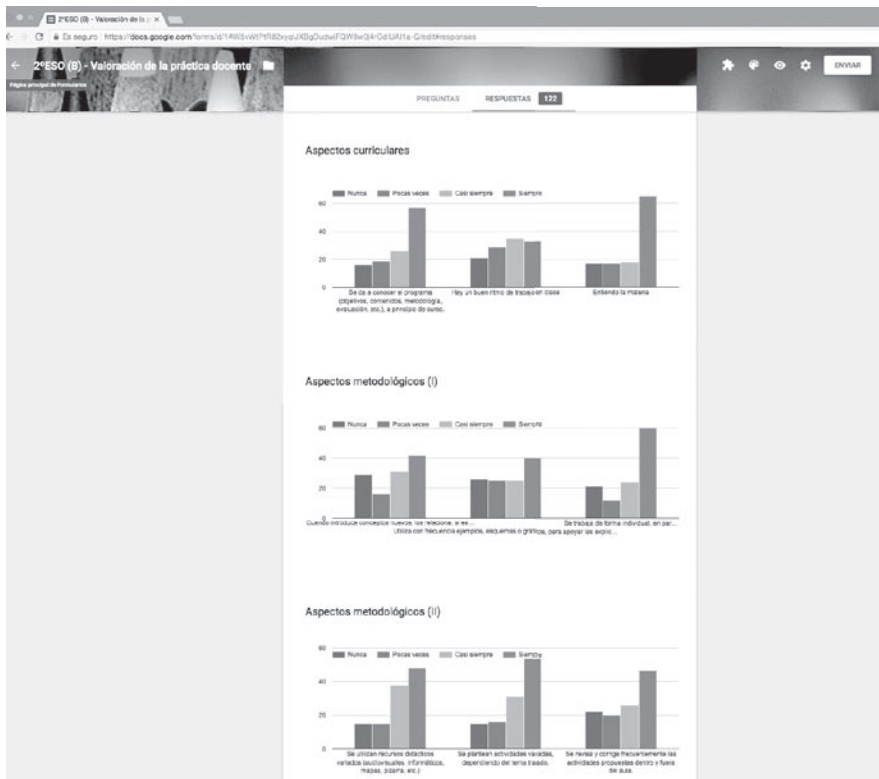 2ºESO (B) - Valoración de la p
Es seguro https://docs.google.com/forms/d/
2ºESO (B) - Valoración de la práctica docente
ENVIAR
Página principal de Formularios
PREGUNTAS RESPUESTAS 122
Aspectos curriculares
Nunca Pocas veces Casi siempre Siempre
60
40
20
0
Se da a conocer el programa
(objetivos, contenidos, metodología,
evaluación, etc.), a principio de curso.
Hay un buen ritmo de trabajo en clase
Entiendo la materia
Aspectos metodológicos (I)
60
Nunca Pocas veces Casi siempre Siempre
40
20
0
Cuando introduce conceptos nuevos, los relaciona, si es ...
Se trabaja de forma individual, en par...
Utiliza con frecuencia ejemplos, esquemas o gráficos, para apoyar las explic...
Aspectos metodológicos (II)
60
Nunca Pocas veces Casi siempre Siempre
40
20
0
Se utilizan recursos didácticos
variados (audiovisuales, informáticos,
mapas, pizarra, etc.)
Se plantean actividades variadas,
dependiendo del tema tratado.
Se revisa y corrige frecuentemente las
actividades propuestas dentro y fuera
del aula.